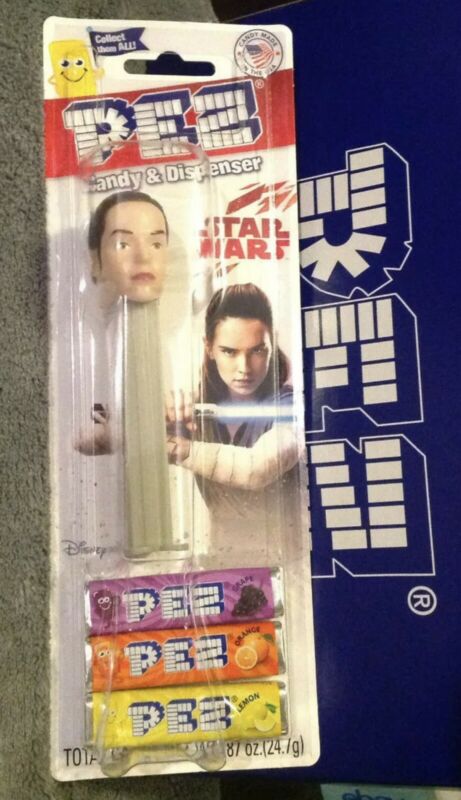 Collect
them ALL!
CANDY MADE
IN THE USA
PEZ®
Candy & Dispenser
STAR
WARS
Disney
PEZ GRAPE
PEZ ORANGE
PEZ® LEMON
87 oz.(24.7g)
PEZ®